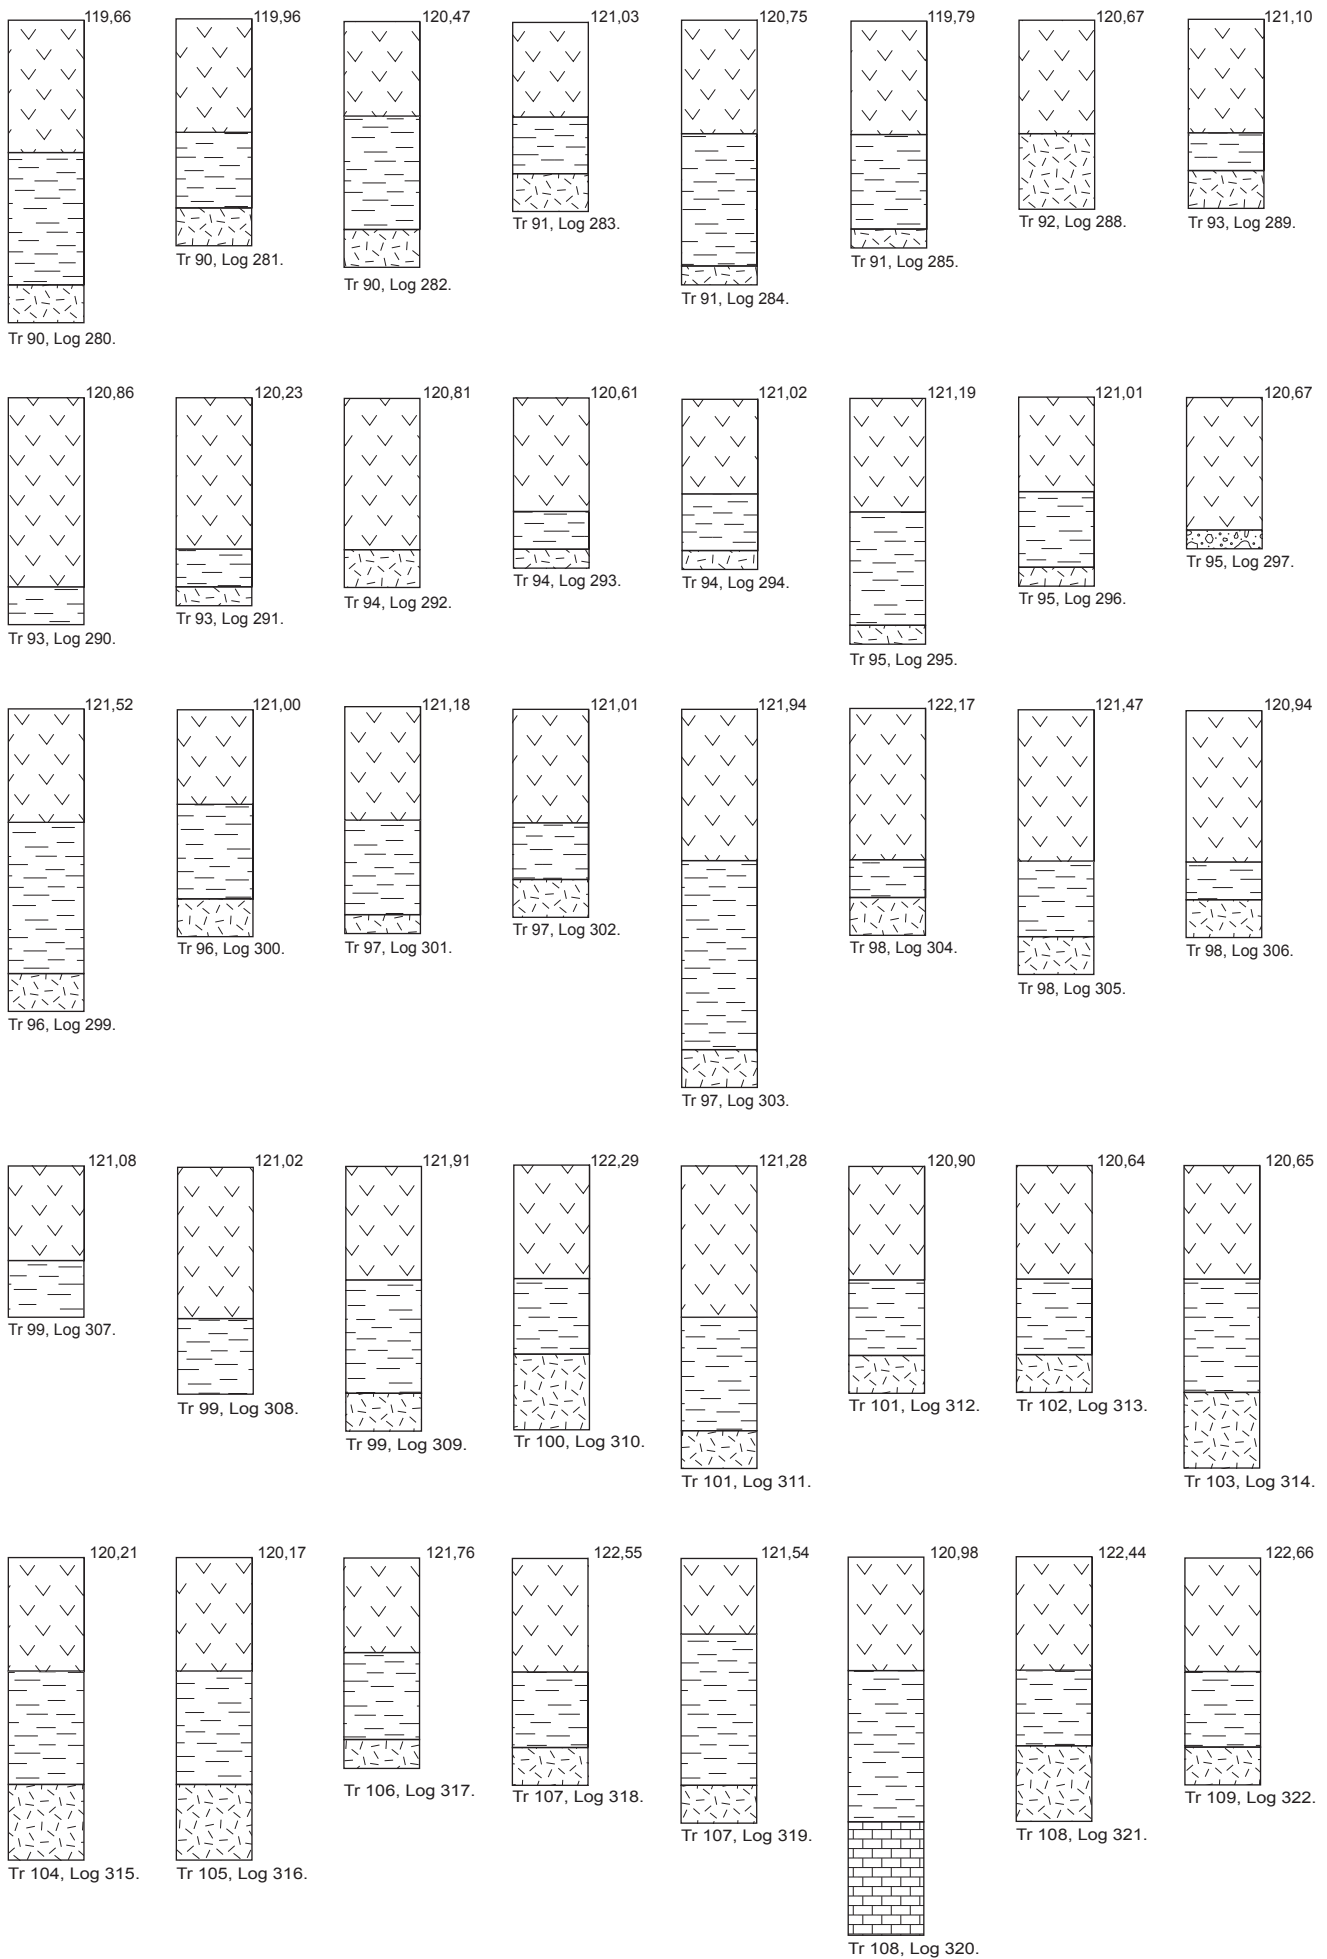 119,66 119,96 120,47 121,03 120,75 119,79 120,67 121,10
Tr 90, Log 280. Tr 90, Log 281. Tr 90, Log 282. Tr 91, Log 283. Tr 91, Log 284. Tr 91, Log 285. Tr 92, Log 288. Tr 93, Log 289.
120,86 120,23 120,81 120,61 121,02 121,19 121,01 120,67
Tr 93, Log 290. Tr 93, Log 291. Tr 94, Log 292. Tr 94, Log 293. Tr 94, Log 294. Tr 95, Log 295. Tr 95, Log 296. Tr 95, Log 297.
121,52 121,00 121,18 121,01 121,94 122,17 121,47 120,94
Tr 96, Log 299. Tr 96, Log 300. Tr 97, Log 301. Tr 97, Log 302. Tr 97, Log 303. Tr 98, Log 304. Tr 98, Log 305. Tr 98, Log 306.
121,08 121,02 121,91 122,29 121,28 120,90 120,64 120,65
Tr 99, Log 307. Tr 99, Log 308. Tr 99, Log 309. Tr 100, Log 310. Tr 101, Log 311. Tr 101, Log 312. Tr 102, Log 313. Tr 103, Log 314.
120,21 120,17 121,76 122,55 121,54 120,98 122,44 122,66
Tr 104, Log 315. Tr 105, Log 316. Tr 106, Log 317. Tr 107, Log 318. Tr 107, Log 319. Tr 108, Log 320. Tr 108, Log 321. Tr 109, Log 322.